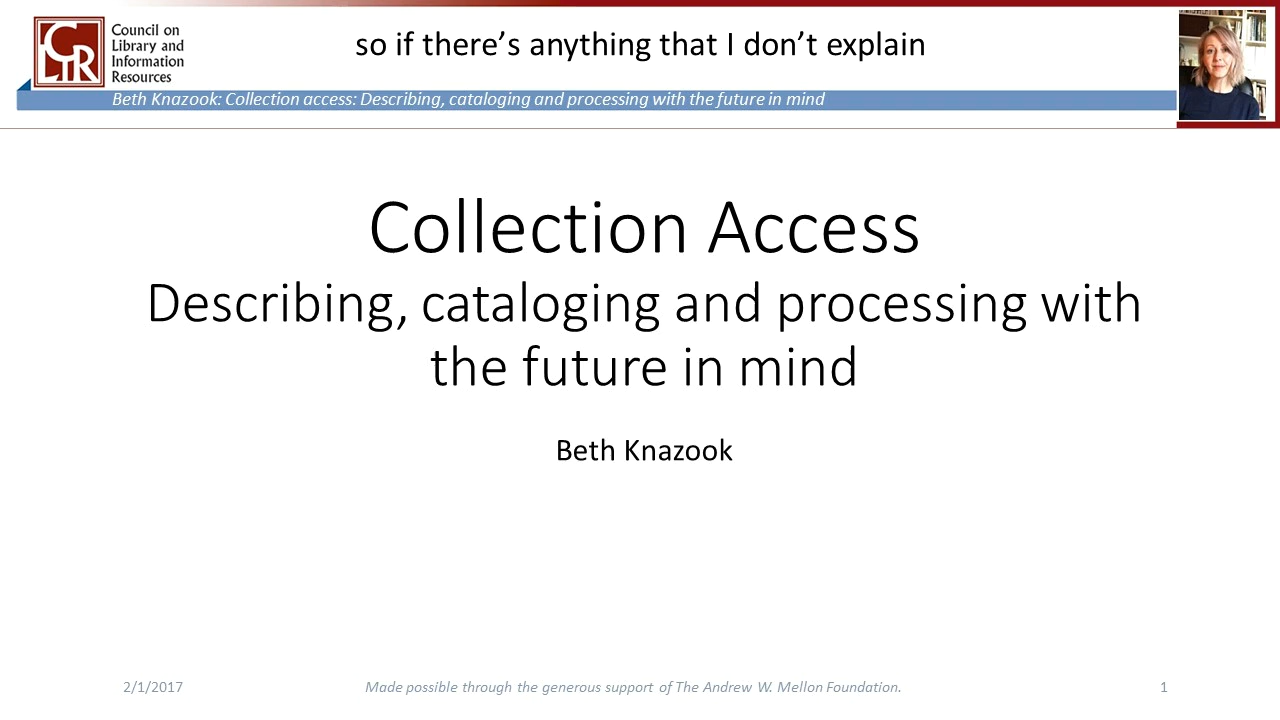 CLIR
Council on
Library and
Information
Resources
so if there’s anything that I don’t explain
Beth Knazook: Collection access: Describing, cataloging and processing with the future in mind
Collection Access
Describing, cataloging and processing with
the future in mind
Beth Knazook
2/1/2017
Made possible through the generous support of The Andrew W. Mellon Foundation.
1